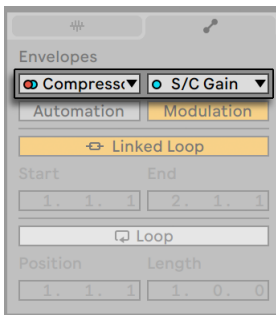 Envelopes
Compresso S/C Gain
Automation Modulation
Linked Loop
Start End
1. 1. 1 2. 1. 1
Loop
Position Length
1. 1. 1 1. 0. 0